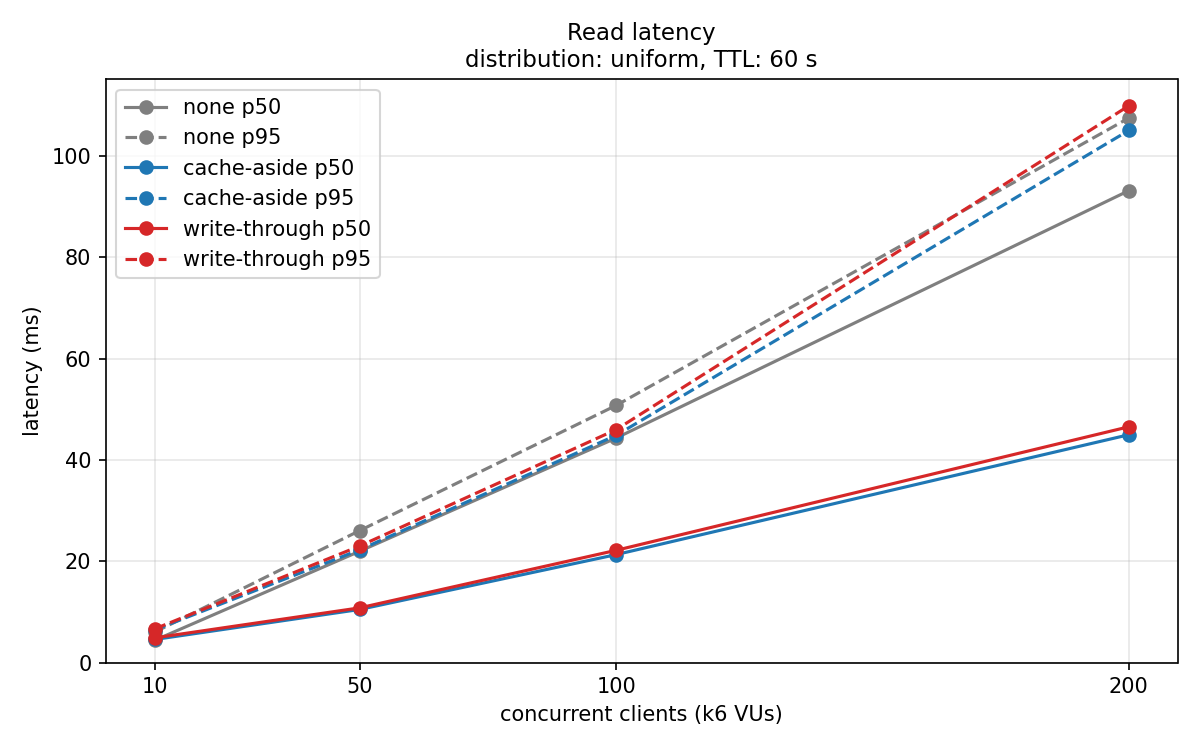 Read latency
distribution: uniform, TTL: 60 s
none p50
none p95
cache-aside p50
cache-aside p95
write-through p50
write-through p95
latency (ms)
100
80
60
40
20
0
10 50 100 200
concurrent clients (k6 VUs)